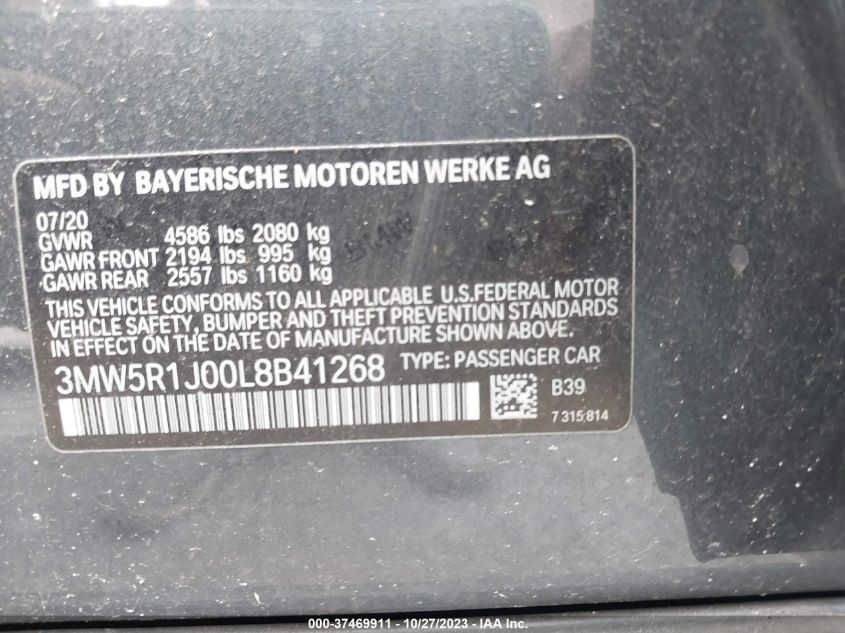 MFD BY BAYERISCHE MOTOREN WERKE AG
07/20
GVWR 4586 lbs 2080 kg
GAWR FRONT 2194 lbs 995 kg
GAWR REAR 2557 lbs 1160 kg
THIS VEHICLE CONFORMS TO ALL APPLICABLE U.S.FEDERAL MOTOR
VEHICLE SAFETY, BUMPER AND THEFT PREVENTION STANDARDS
IN EFFECT ON THE DATE OF MANUFACTURE SHOWN ABOVE.
3MW5R1J00L8B41268 TYPE: PASSENGER CAR
B39
7 315 814
000-37469911 - 10/27/2023 - IAA Inc.